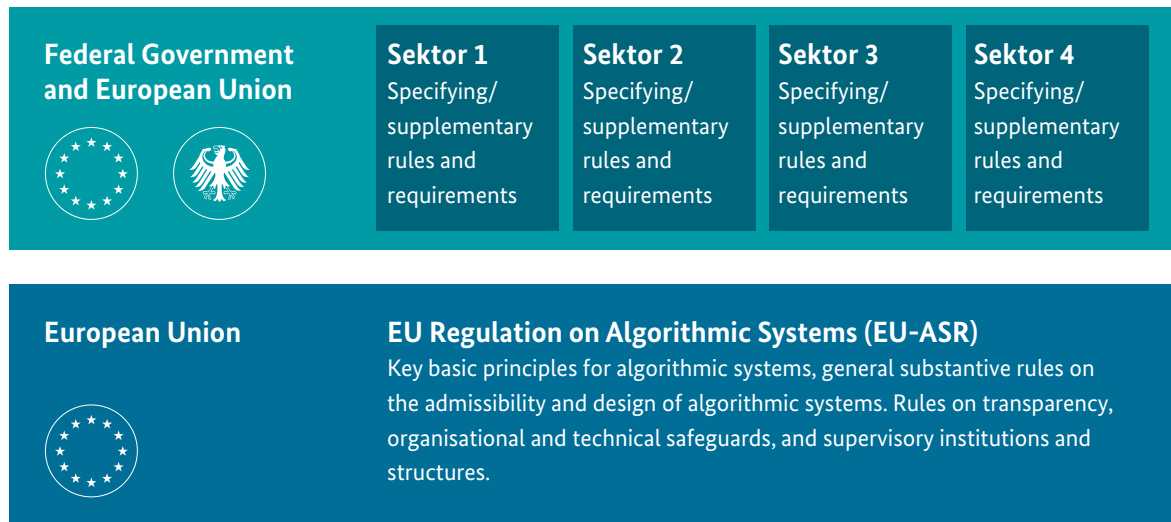 Federal Government
and European Union
Sektor 1
Specifying/
supplementary
rules and
requirements
Sektor 2
Specifying/
supplementary
rules and
requirements
Sektor 3
Specifying/
supplementary
rules and
requirements
Sektor 4
Specifying/
supplementary
rules and
requirements
European Union
EU Regulation on Algorithmic Systems (EU-ASR)
Key basic principles for algorithmic systems, general substantive rules on
the admissibility and design of algorithmic systems. Rules on transparency,
organisational and technical safeguards, and supervisory institutions and
structures.